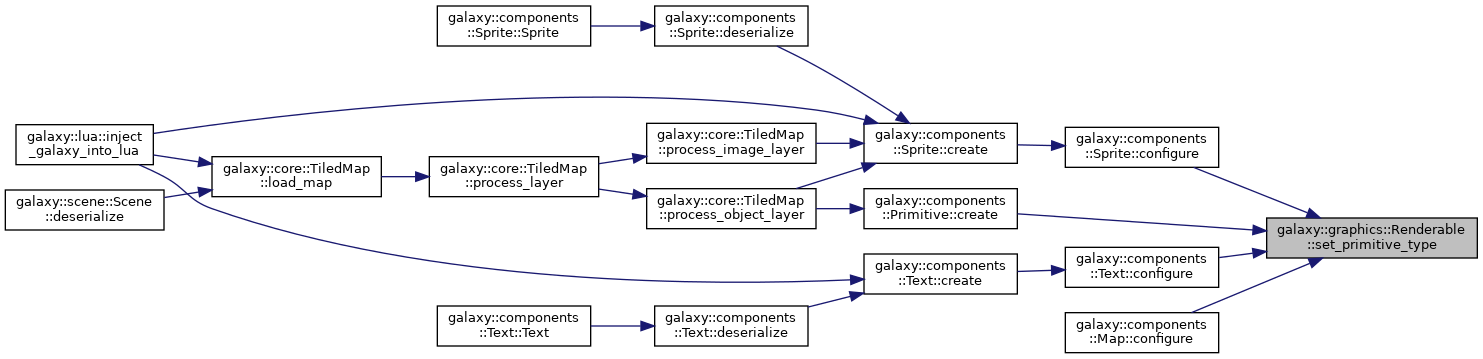 galaxy::components
::Sprite::Sprite
galaxy::components
::Sprite::deserialize
galaxy::lua::inject
_galaxy_into_lua
galaxy::core::TiledMap
::process_image_layer
galaxy::components
::Sprite::create
galaxy::components
::Sprite::configure
galaxy::core::TiledMap
::load_map
galaxy::core::TiledMap
::process_layer
galaxy::scene::Scene
::deserialize
galaxy::core::TiledMap
::process_object_layer
galaxy::components
::Primitive::create
galaxy::graphics::Renderable
::set_primitive_type
galaxy::components
::Text::create
galaxy::components
::Text::configure
galaxy::components
::Text::Text
galaxy::components
::Text::deserialize
galaxy::components
::Map::configure